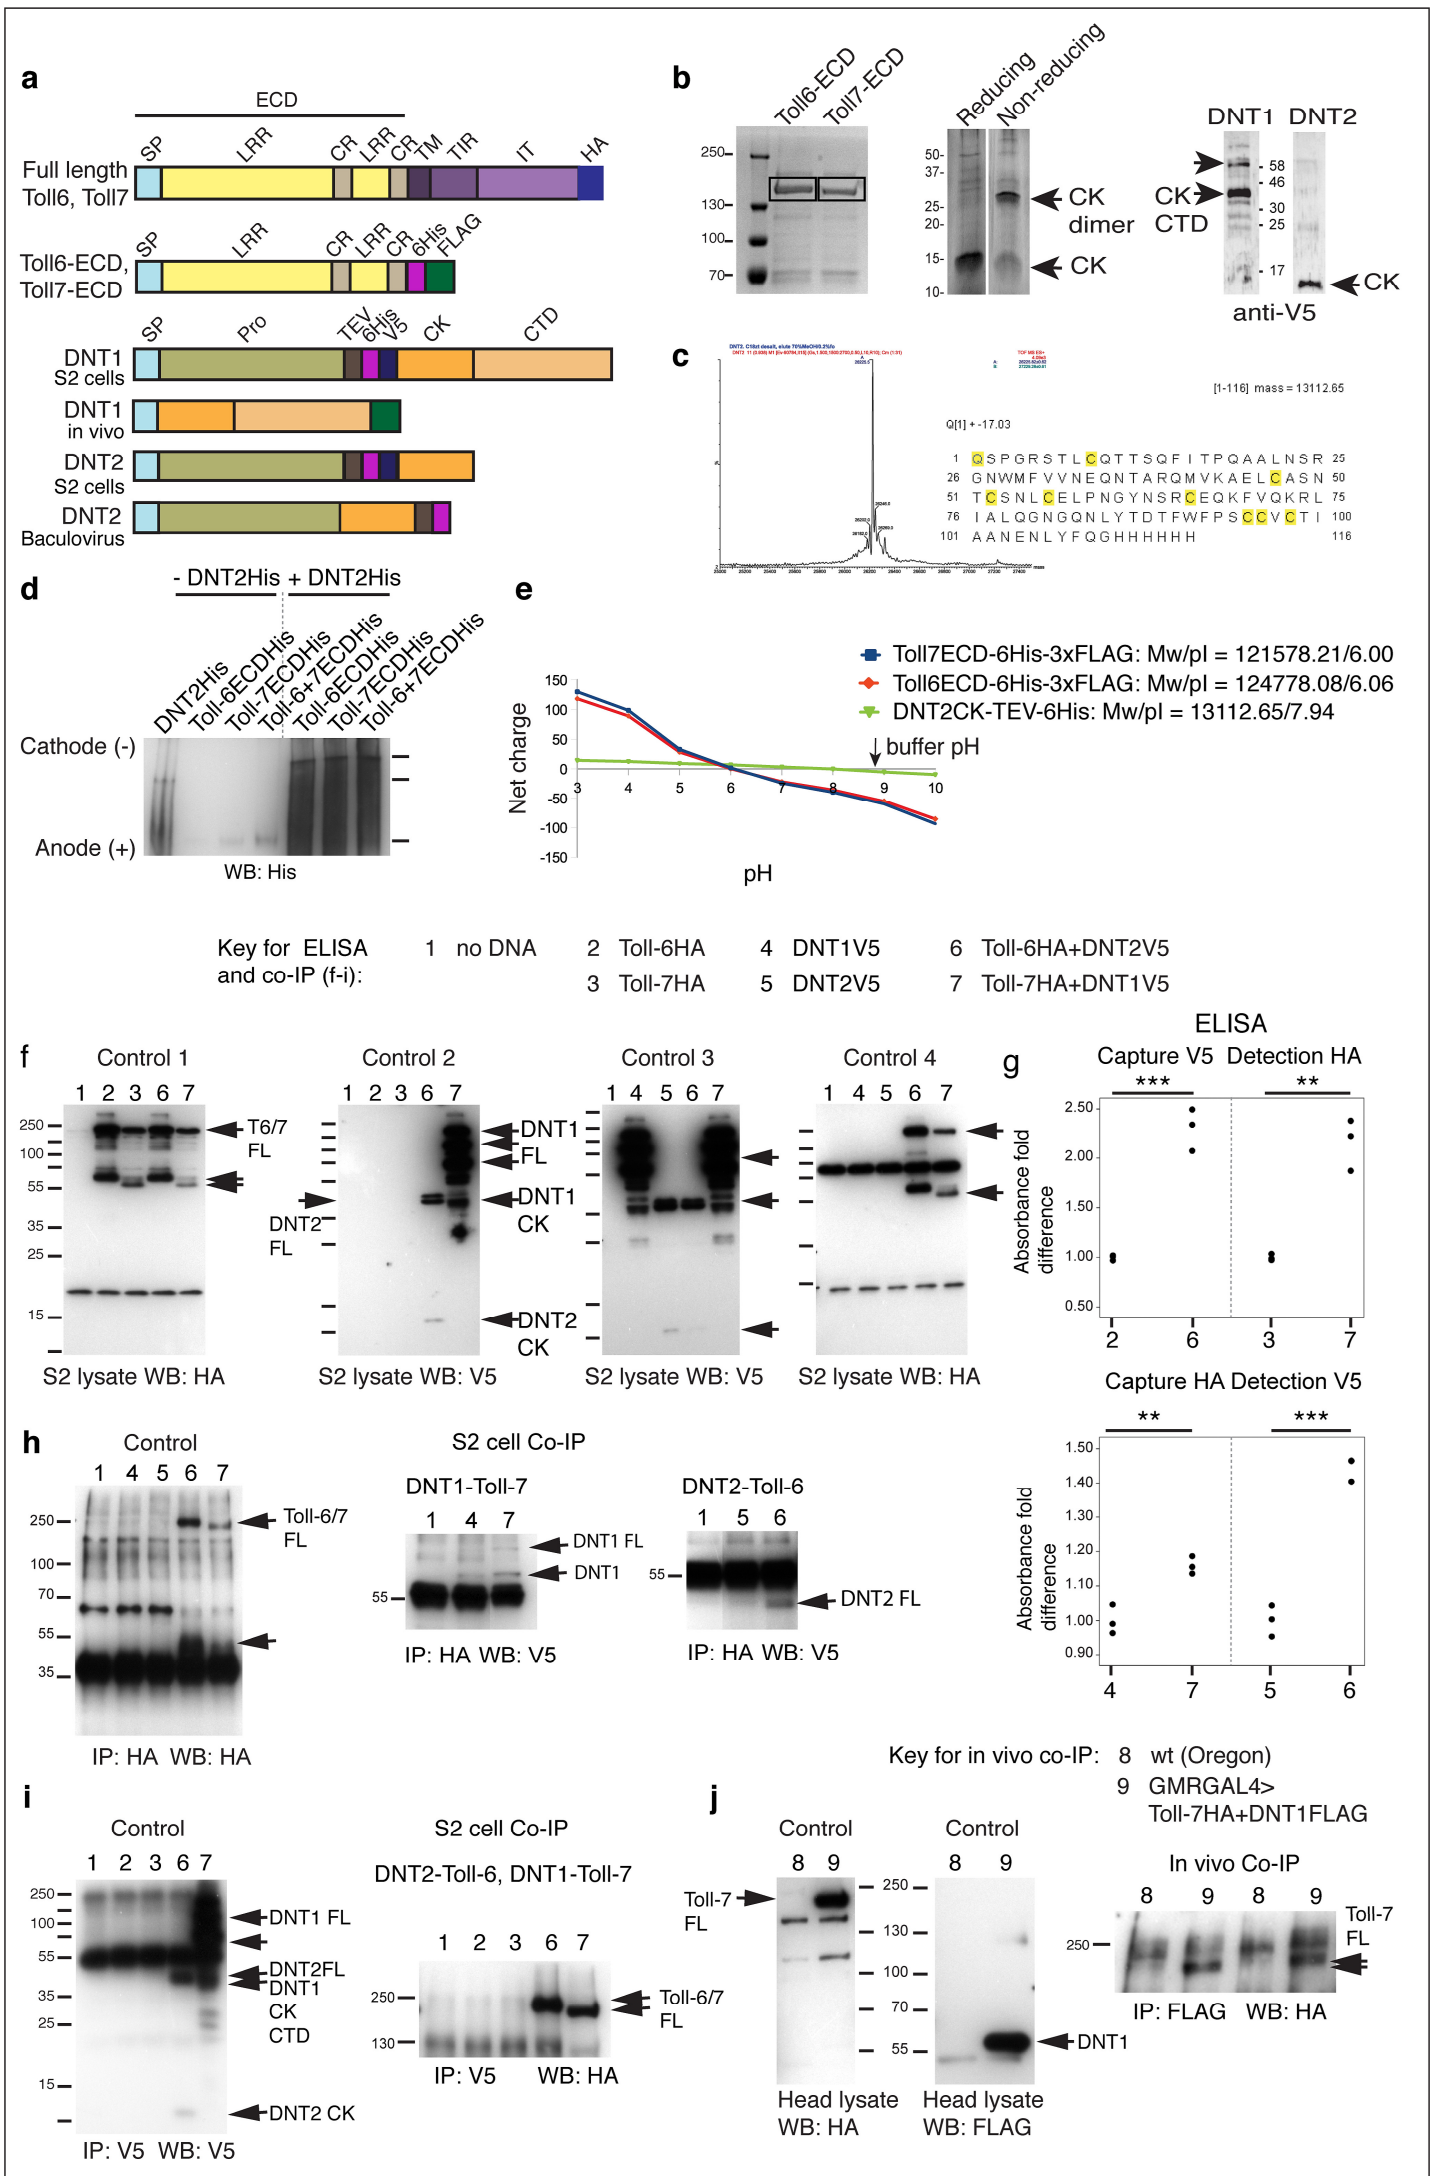 a
ECD
SP LRR CR LRR CR TM TIR IT HA
Full length
Toll6, Toll7
SP LRR CR LRR CR 6His FLAG
Toll6-ECD,
Toll7-ECD
SP Pro TEV 6His V5 CK CTD
DNT1
S2 cells
DNT1
in vivo
DNT2
S2 cells
DNT2
Baculovirus
b
Toll6-ECD Toll7-ECD
250
130
100
70
Reducing Non-reducing
50-
37-
25-
20-
15-
10-
CK
dimer
CK
DNT1 DNT2
58
46
30
25
17
CK
CTD
CK
anti-V5
c
[1-116] mass = 13112.65
Q[1] + -17.03
1 QSPGRSTLCQTTSQFITPQAALNSR 25
26 GNWMFVVNEQNTARQMVKAELCASN 50
51 TCSNLCELPNGYNSRCEQKFVQKRL 75
76 IALQGNGQNLYTDTFWFPSCCVCTI 100
101 AANENLYFQGHHHHHH 116
d
- DNT2His + DNT2His
DNT2His Toll-6ECDHis Toll-7ECDHis Toll-6+7ECDHis Toll-6ECDHis Toll-7ECDHis Toll-6+7ECDHis
Cathode (-)
Anode (+)
WB: His
e
Toll7ECD-6His-3xFLAG: Mw/pI = 121578.21/6.00
Toll6ECD-6His-3xFLAG: Mw/pI = 124778.08/6.06
DNT2CK-TEV-6His: Mw/pI = 13112.65/7.94
buffer pH
Net charge
150
100
50
0
-50
-100
-150
3 4 5 6 7 8 9 10
pH
Key for ELISA
and co-IP (f-i):
1 no DNA 2 Toll-6HA 4 DNT1V5 6 Toll-6HA+DNT2V5
3 Toll-7HA 5 DNT2V5 7 Toll-7HA+DNT1V5
f
Control 1
1 2 3 6 7
250
100
55
35
25
15
T6/7
FL
S2 lysate WB: HA
Control 2
1 2 3 6 7
DNT2
FL
DNT1
FL
DNT1
CK
DNT2
CK
S2 lysate WB: V5
Control 3
1 4 5 6 7
S2 lysate WB: V5
Control 4
1 4 5 6 7
S2 lysate WB: HA
g
ELISA
Capture V5 Detection HA
*** **
Absorbance fold
difference
2.50
2.00
1.50
1.00
0.50
2 6 3 7
Capture HA Detection V5
** ***
Absorbance fold
difference
1.50
1.40
1.30
1.20
1.10
1.00
0.90
4 7 5 6
h
Control
1 4 5 6 7
250
100
70
55
35
Toll-6/7
FL
IP: HA WB: HA
S2 cell Co-IP
DNT1-Toll-7
1 4 7
55
DNT1 FL
DNT1
IP: HA WB: V5
DNT2-Toll-6
1 5 6
55
DNT2 FL
IP: HA WB: V5
Key for in vivo co-IP: 8 wt (Oregon)
9 GMRGAL4>
Toll-7HA+DNT1FLAG
i
Control
1 2 3 6 7
250
100
55
35
25
15
DNT1 FL
DNT2FL
DNT1
CK
CTD
DNT2 CK
IP: V5 WB: V5
S2 cell Co-IP
DNT2-Toll-6, DNT1-Toll-7
1 2 3 6 7
250
130
Toll-6/7
FL
IP: V5 WB: HA
j
Control
8 9
Toll-7
FL
Head lysate
WB: HA
250
130
100
70
55
Control
8 9
DNT1
Head lysate
WB: FLAG
In vivo Co-IP
8 9 8 9
250
Toll-7
FL
IP: FLAG WB: HA